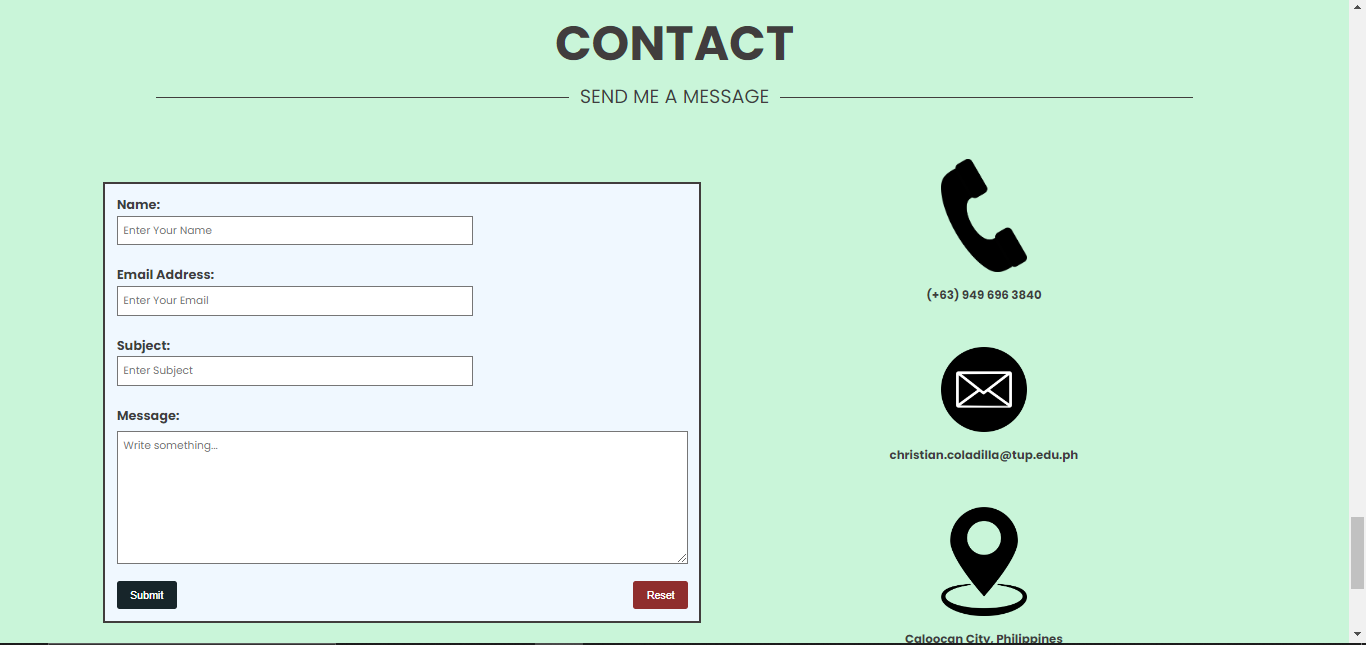 CONTACT
SEND ME A MESSAGE
Name:
Enter Your Name
Email Address:
Enter Your Email
Subject:
Enter Subject
Message:
Write something...
Submit
Reset
(+63) 949 696 3840
christian.coladilla@tup.edu.ph
Caloocan City, Philippines